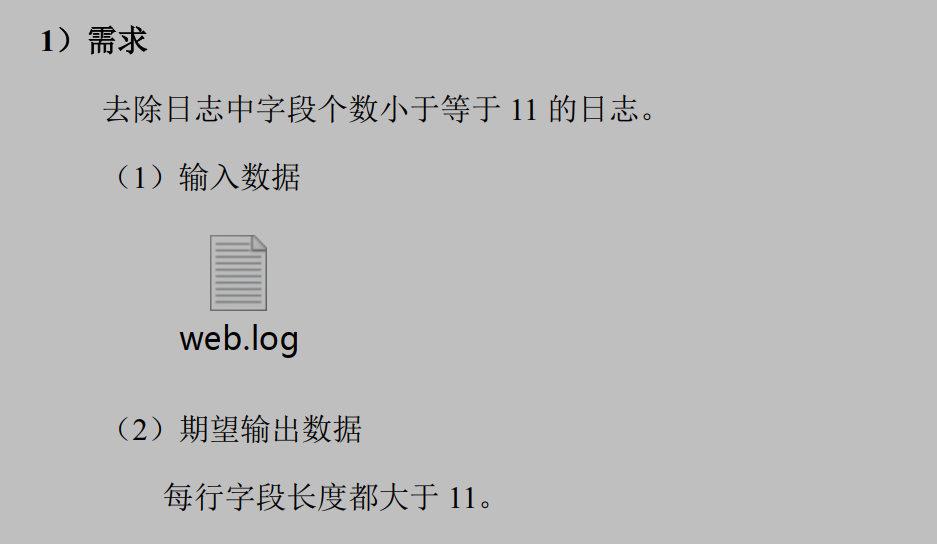 1）需求
去除日志中字段个数小于等于 11 的日志。
（1）输入数据
web.log
（2）期望输出数据
每行字段长度都大于 11。